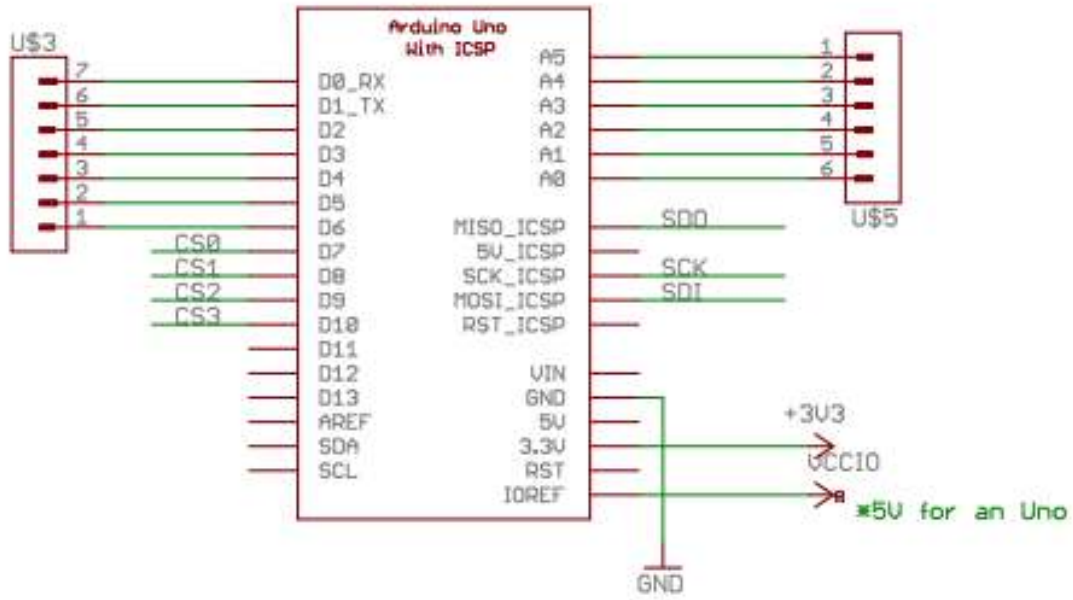 Arduino Uno
With ICSP
U$3
7
6
5
4
3
2
1
D0_RX
D1_TX
D2
D3
D4
D5
D6
D7
D8
D9
D10
D11
D12
D13
AREF
SDA
SCL
CS0
CS1
CS2
CS3
A5
A4
A3
A2
A1
A0
MISO_ICSP
5V_ICSP
SCK_ICSP
MOSI_ICSP
RST_ICSP
VIN
GND
5V
3.3V
RST
IOREF
1
2
3
4
5
6
U$5
SDO
SCK
SDI
+3V3
VCCIO
*5V for an Uno
GND